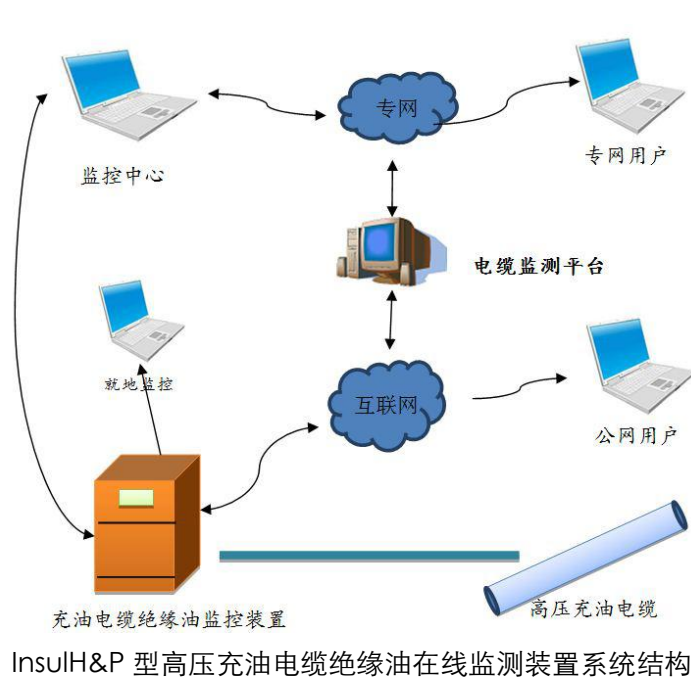 专网
监控中心
专网用户
电缆监测平台
就地监控
互联网
公网用户
充油电缆绝缘油监控装置
高压充油电缆
InsulH&P 型高压充油电缆绝缘油在线监测装置系统结构